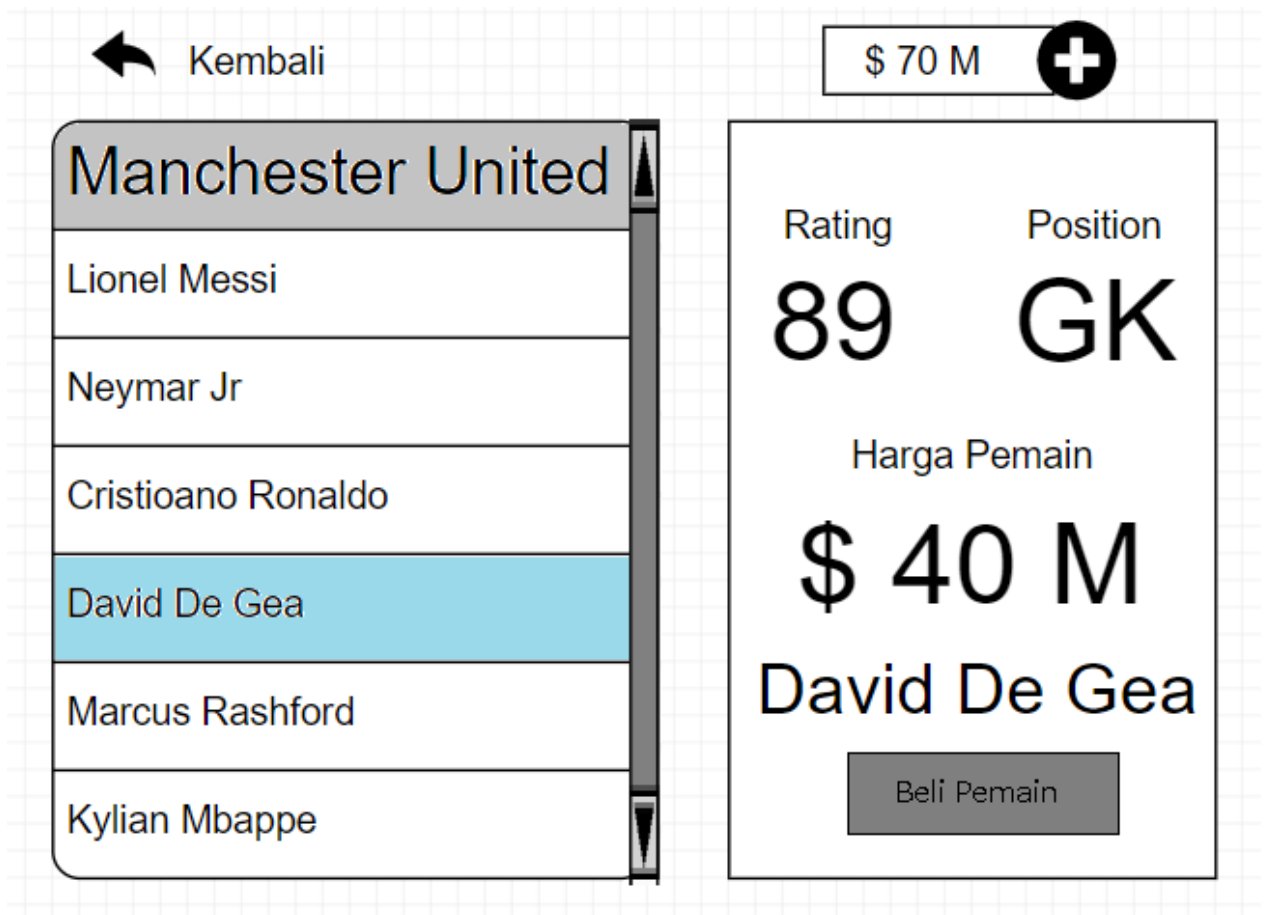 Kembali
$ 70 M
Manchester United
Lionel Messi
Neymar Jr
Cristioano Ronaldo
David De Gea
Marcus Rashford
Kylian Mbappe
Rating
Position
89
GK
Harga Pemain
$ 40 M
David De Gea
Beli Pemain